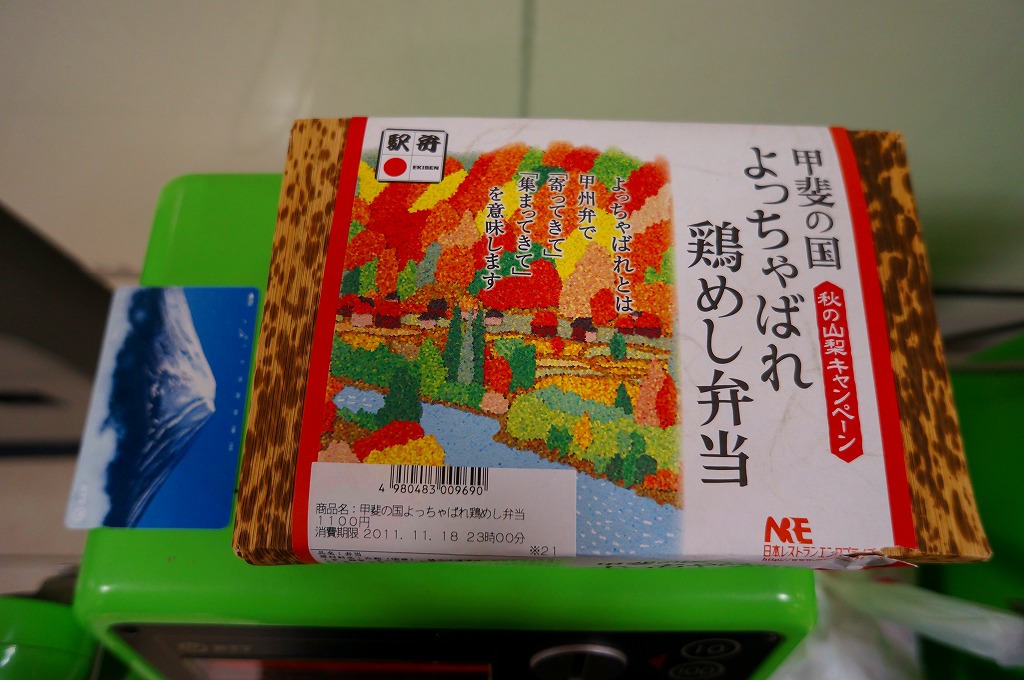 駅弁
EKIBEN
甲斐の国
よっちゃばれ
鶏めし弁当
秋の山梨キャンペーン
よっちゃばれとは
甲州弁で
「寄ってきて」
「集まってきて」
を意味します
4 980483 009690
商品名:甲斐の国よっちゃばれ鶏めし弁当
1100円
消費期限 2011. 11. 18 23時00分
※21
NRE
日本レストランエンタプライズ
10
100